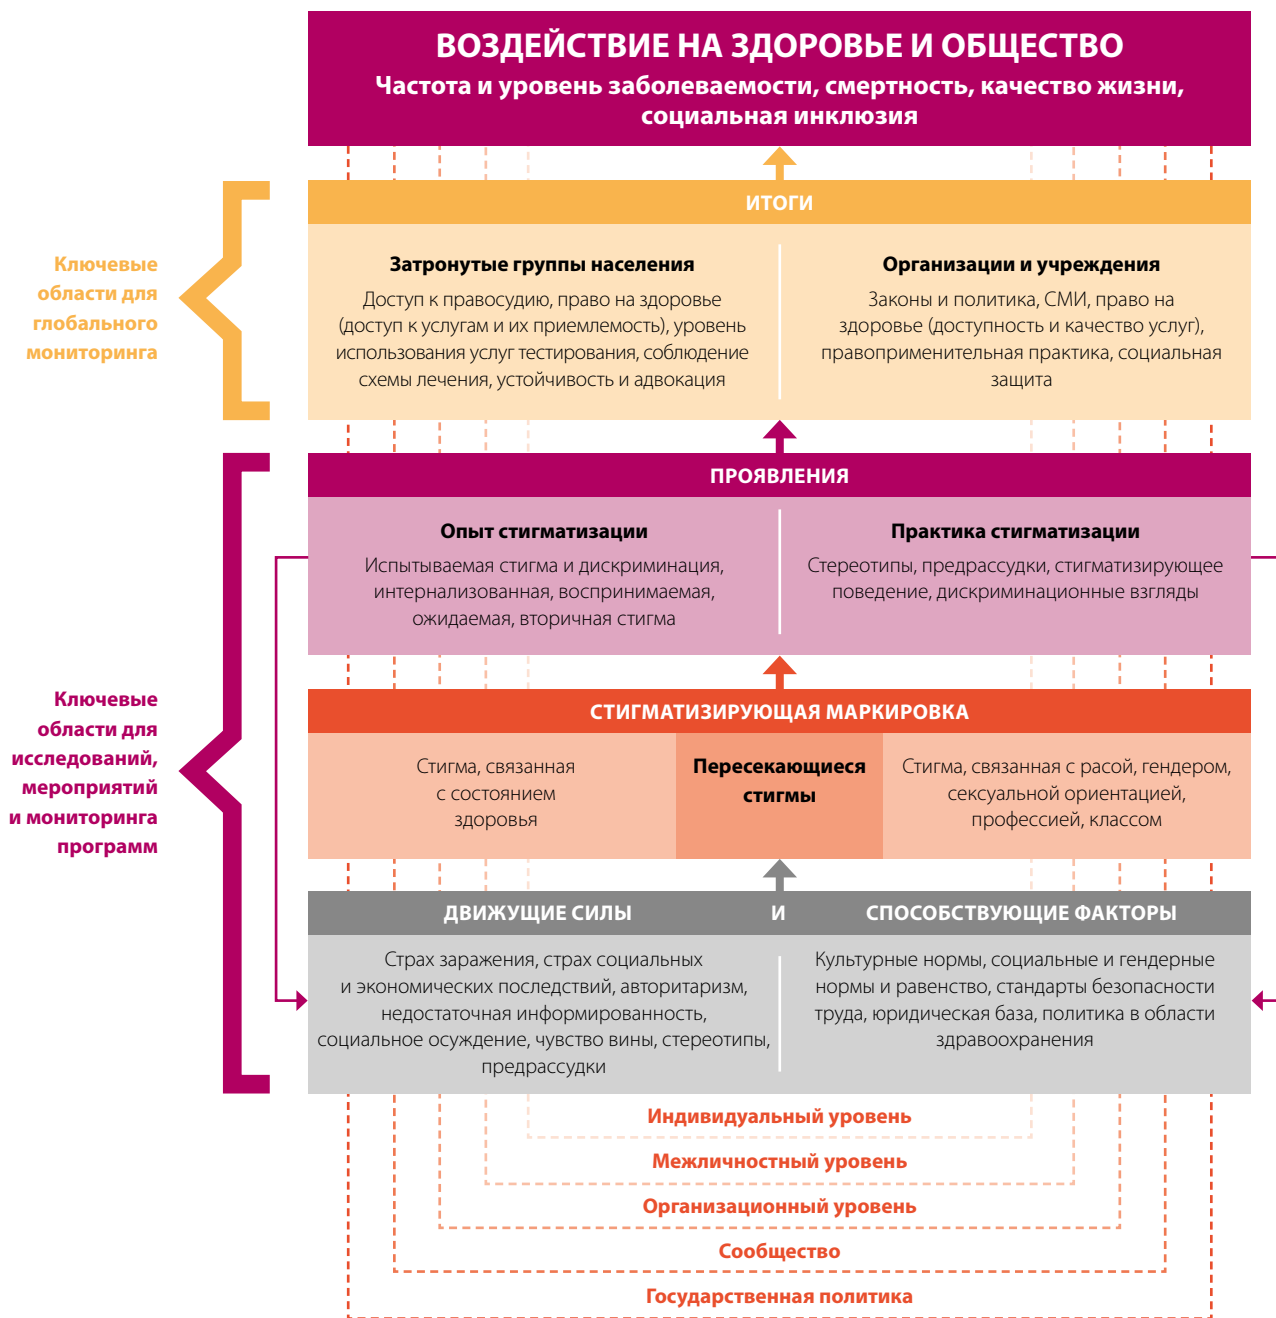 ВОЗДЕЙСТВИЕ НА ЗДОРОВЬЕ И ОБЩЕСТВО
Частота и уровень заболеваемости, смертность, качество жизни,
социальная инклюзия
Ключевые
области для
глобального
мониторинга
ИТОГИ
Затронутые группы населения
Доступ к правосудию, право на здоровье
(доступ к услугам и их приемлемость), уровень
использования услуг тестирования, соблюдение
схемы лечения, устойчивость и адвокация
Организации и учреждения
Законы и политика, СМИ, право на
здоровье (доступность и качество услуг),
правоприменительная практика, социальная
защита
Ключевые
области для
исследований,
мероприятий
и мониторинга
программ
ПРОЯВЛЕНИЯ
Опыт стигматизации
Испытываемая стигма и дискриминация,
интернализованная, воспринимаемая,
ожидаемая, вторичная стигма
Практика стигматизации
Стереотипы, предрассудки, стигматизирующее
поведение, дискриминационные взгляды
СТИГМАТИЗИРУЮЩАЯ МАРКИРОВКА
Стигма, связанная
с состоянием
здоровья
Пересекающиеся
стигмы
Стигма, связанная с расой, гендером,
сексуальной ориентацией,
профессией, классом
ДВИЖУЩИЕ СИЛЫ И СПОСОБСТВУЮЩИЕ ФАКТОРЫ
Страх заражения, страх социальных
и экономических последствий, авторитаризм,
недостаточная информированность,
социальное осуждение, чувство вины, стереотипы,
предрассудки
Культурные нормы, социальные и гендерные
нормы и равенство, стандарты безопасности
труда, юридическая база, политика в области
здравоохранения
Индивидуальный уровень
Межличностный уровень
Организационный уровень
Сообщество
Государственная политика